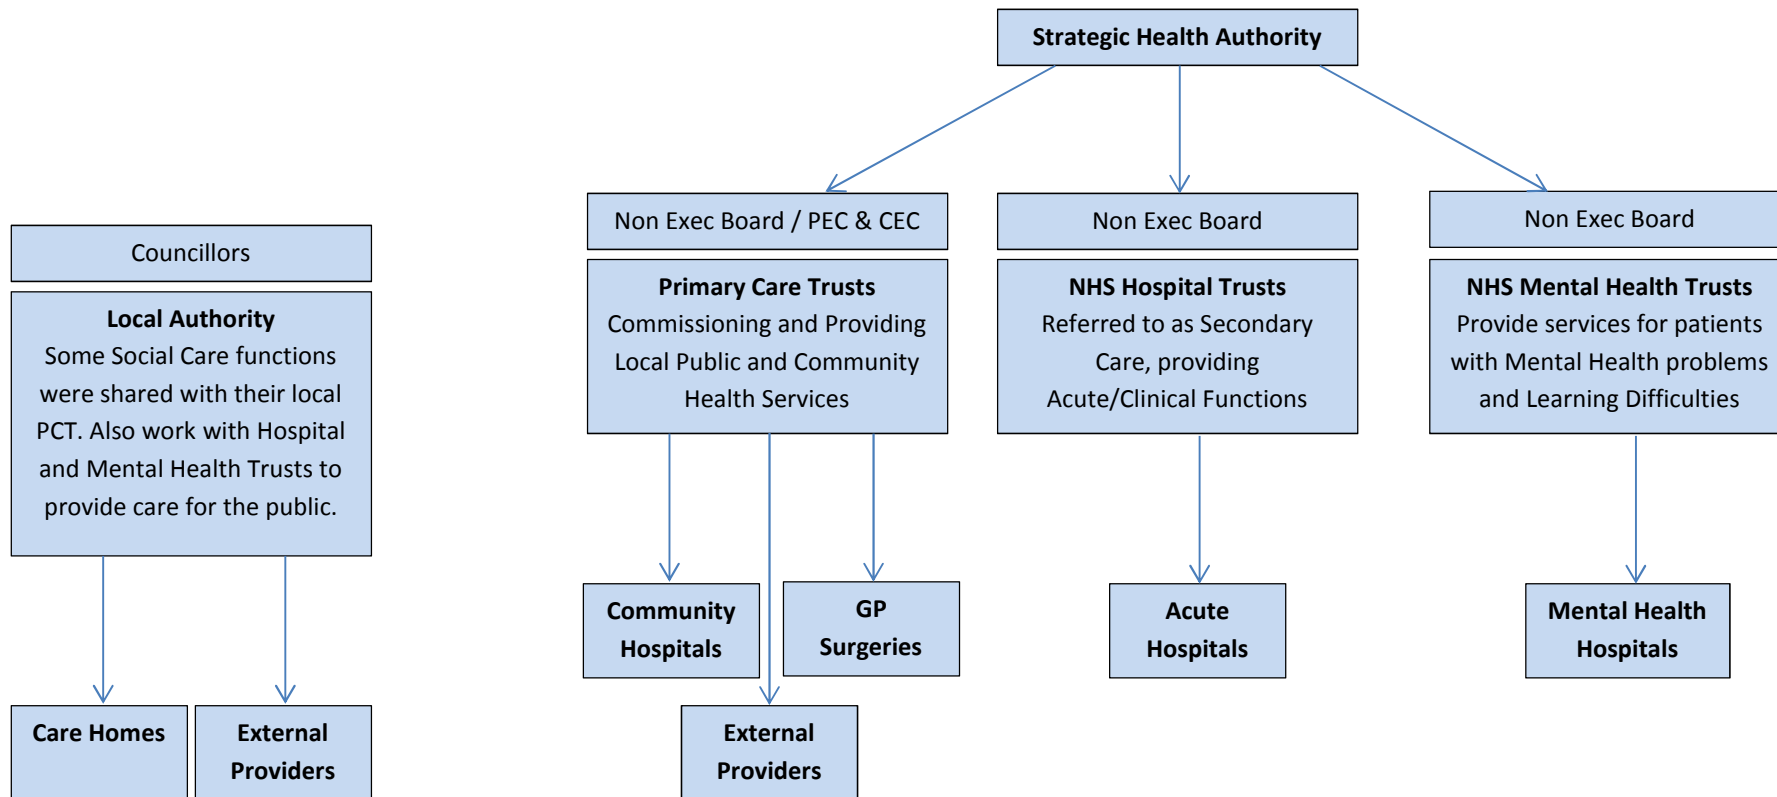 Strategic Health Authority
Non Exec Board / PEC & CEC
Non Exec Board
Non Exec Board
Councillors
Primary Care Trusts
Commissioning and Providing
Local Public and Community
Health Services
NHS Hospital Trusts
Referred to as Secondary
Care, providing
Acute/Clinical Functions
NHS Mental Health Trusts
Provide services for patients
with Mental Health problems
and Learning Difficulties
Local Authority
Some Social Care functions
were shared with their local
PCT. Also work with Hospital
and Mental Health Trusts to
provide care for the public.
Community
Hospitals
GP
Surgeries
Acute
Hospitals
Mental Health
Hospitals
Care Homes
External
Providers
External
Providers